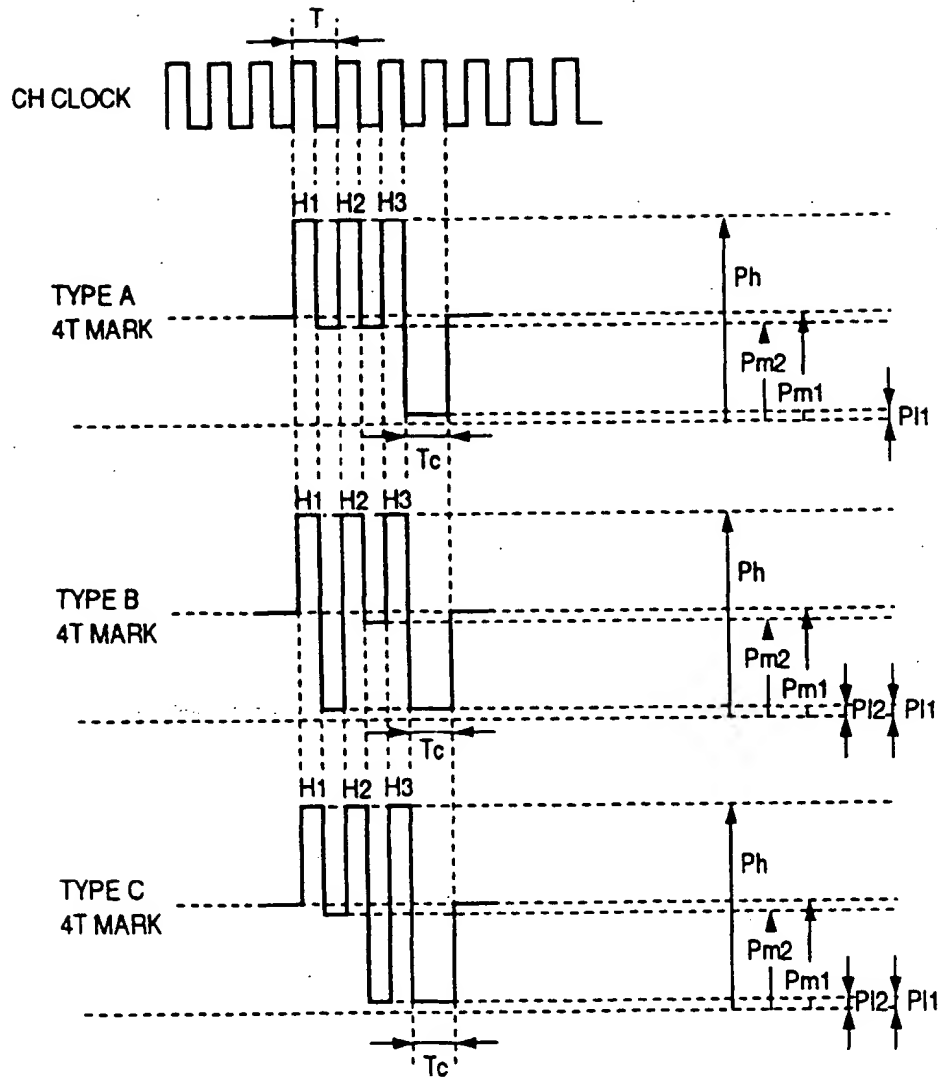 T
CH CLOCK
H1 H2 H3
TYPE A
4T MARK
Ph
Pm2
Pm1
Pl1
Tc
H1 H2 H3
TYPE B
4T MARK
Ph
Pm2
Pm1
Pl2
Pl1
Tc
H1 H2 H3
TYPE C
4T MARK
Ph
Pm2
Pm1
Pl2
Pl1
Tc